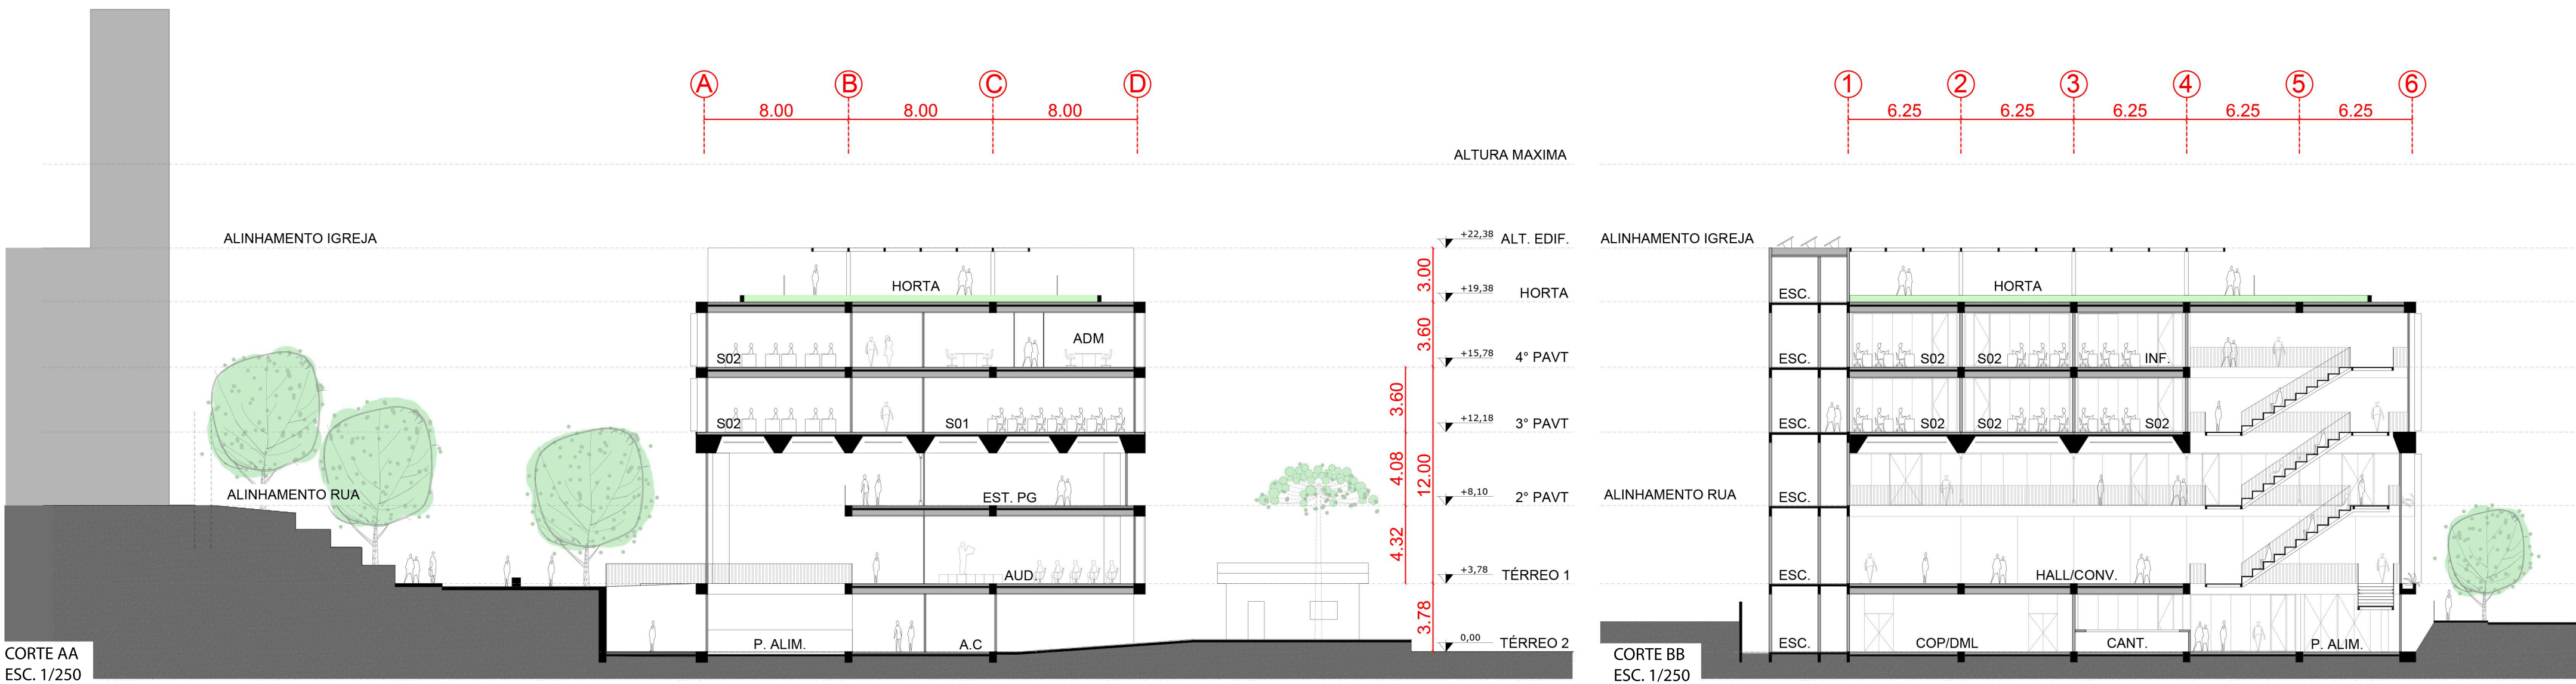 A B C D
8.00 8.00 8.00
1 2 3 4 5 6
6.25 6.25 6.25 6.25 6.25
ALTURA MAXIMA
ALINHAMENTO IGREJA
+22,38 ALT. EDIF.
ALINHAMENTO IGREJA
3.00
HORTA
+19,38 HORTA
ESC.
HORTA
3.60
ADM
S02
+15,78 4° PAVT
ESC.
S02
S02
INF.
3.60
S02
S01
+12,18 3° PAVT
ESC.
S02
S02
S02
4.08
12.00
ALINHAMENTO RUA
EST. PG
+8,10 2° PAVT
ALINHAMENTO RUA
ESC.
4.32
AUD.
+3,78 TÉRREO 1
ESC.
HALL/CONV.
3.78
P. ALIM.
A.C
0,00 TÉRREO 2
ESC.
COP/DML
CANT.
P. ALIM.
CORTE AA
ESC. 1/250
CORTE BB
ESC. 1/250